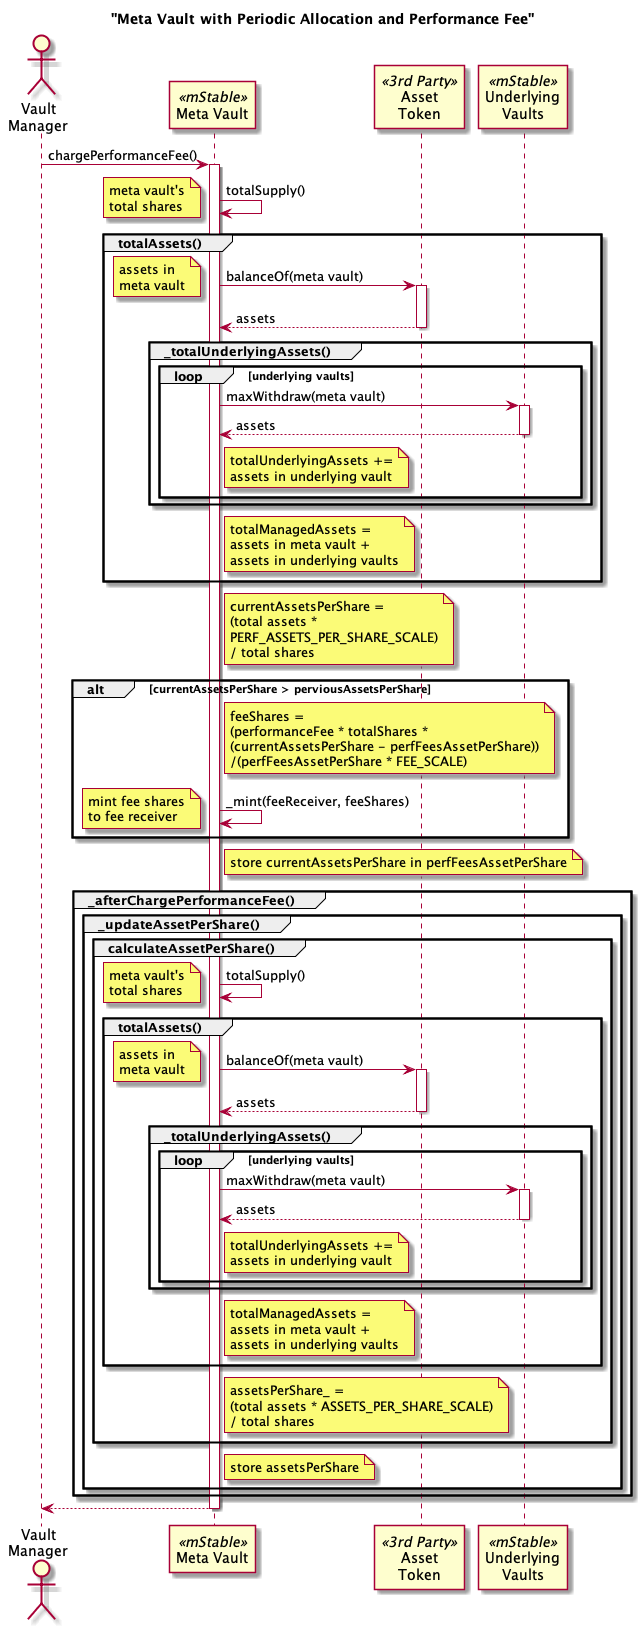 "Meta Vault with Periodic Allocation and Performance Fee"
Vault
Manager
«mStable»
Meta Vault
«3rd Party»
Asset
Token
«mStable»
Underlying
Vaults
chargePerformanceFee()
meta vault's
total shares
totalSupply()
totalAssets()
assets in
meta vault
balanceOf(meta vault)
assets
_totalUnderlyingAssets()
loop
[underlying vaults]
maxWithdraw(meta vault)
assets
totalUnderlyingAssets +=
assets in underlying vault
totalManagedAssets =
assets in meta vault +
assets in underlying vaults
currentAssetsPerShare =
(total assets *
PERF_ASSETS_PER_SHARE_SCALE)
/ total shares
alt
[currentAssetsPerShare > perviousAssetsPerShare]
feeShares =
(performanceFee * totalShares *
(currentAssetsPerShare - perfFeesAssetPerShare))
/(perfFeesAssetPerShare * FEE_SCALE)
mint fee shares
to fee receiver
_mint(feeReceiver, feeShares)
store currentAssetsPerShare in perfFeesAssetPerShare
_afterChargePerformanceFee()
_updateAssetPerShare()
calculateAssetPerShare()
meta vault's
total shares
totalSupply()
totalAssets()
assets in
meta vault
balanceOf(meta vault)
assets
_totalUnderlyingAssets()
loop
[underlying vaults]
maxWithdraw(meta vault)
assets
totalUnderlyingAssets +=
assets in underlying vault
totalManagedAssets =
assets in meta vault +
assets in underlying vaults
assetsPerShare_ =
(total assets * ASSETS_PER_SHARE_SCALE)
/ total shares
store assetsPerShare
Vault
Manager
«mStable»
Meta Vault
«3rd Party»
Asset
Token
«mStable»
Underlying
Vaults